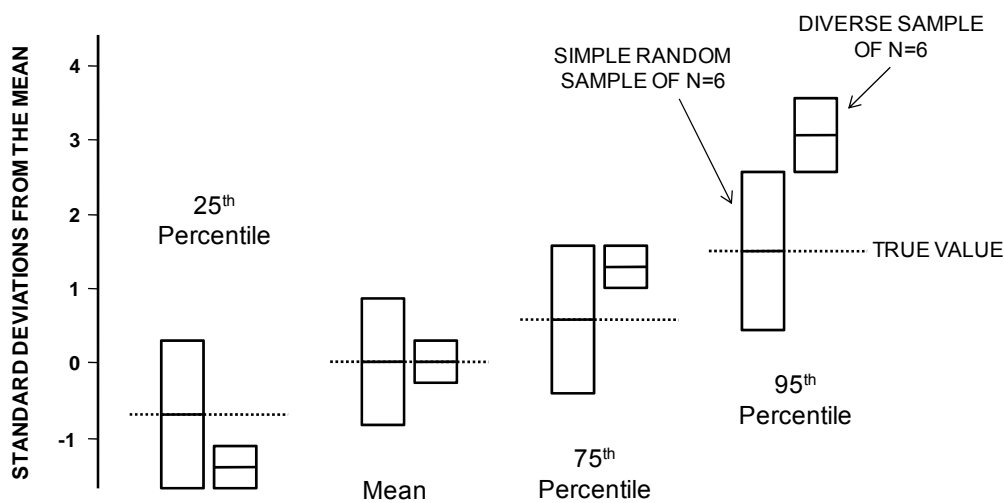 STANDARD DEVIATIONS FROM THE MEAN
4
3
2
1
0
-1
25th
Percentile
Mean
75th
Percentile
95th
Percentile
SIMPLE RANDOM
SAMPLE OF N=6
DIVERSE SAMPLE
OF N=6
TRUE VALUE